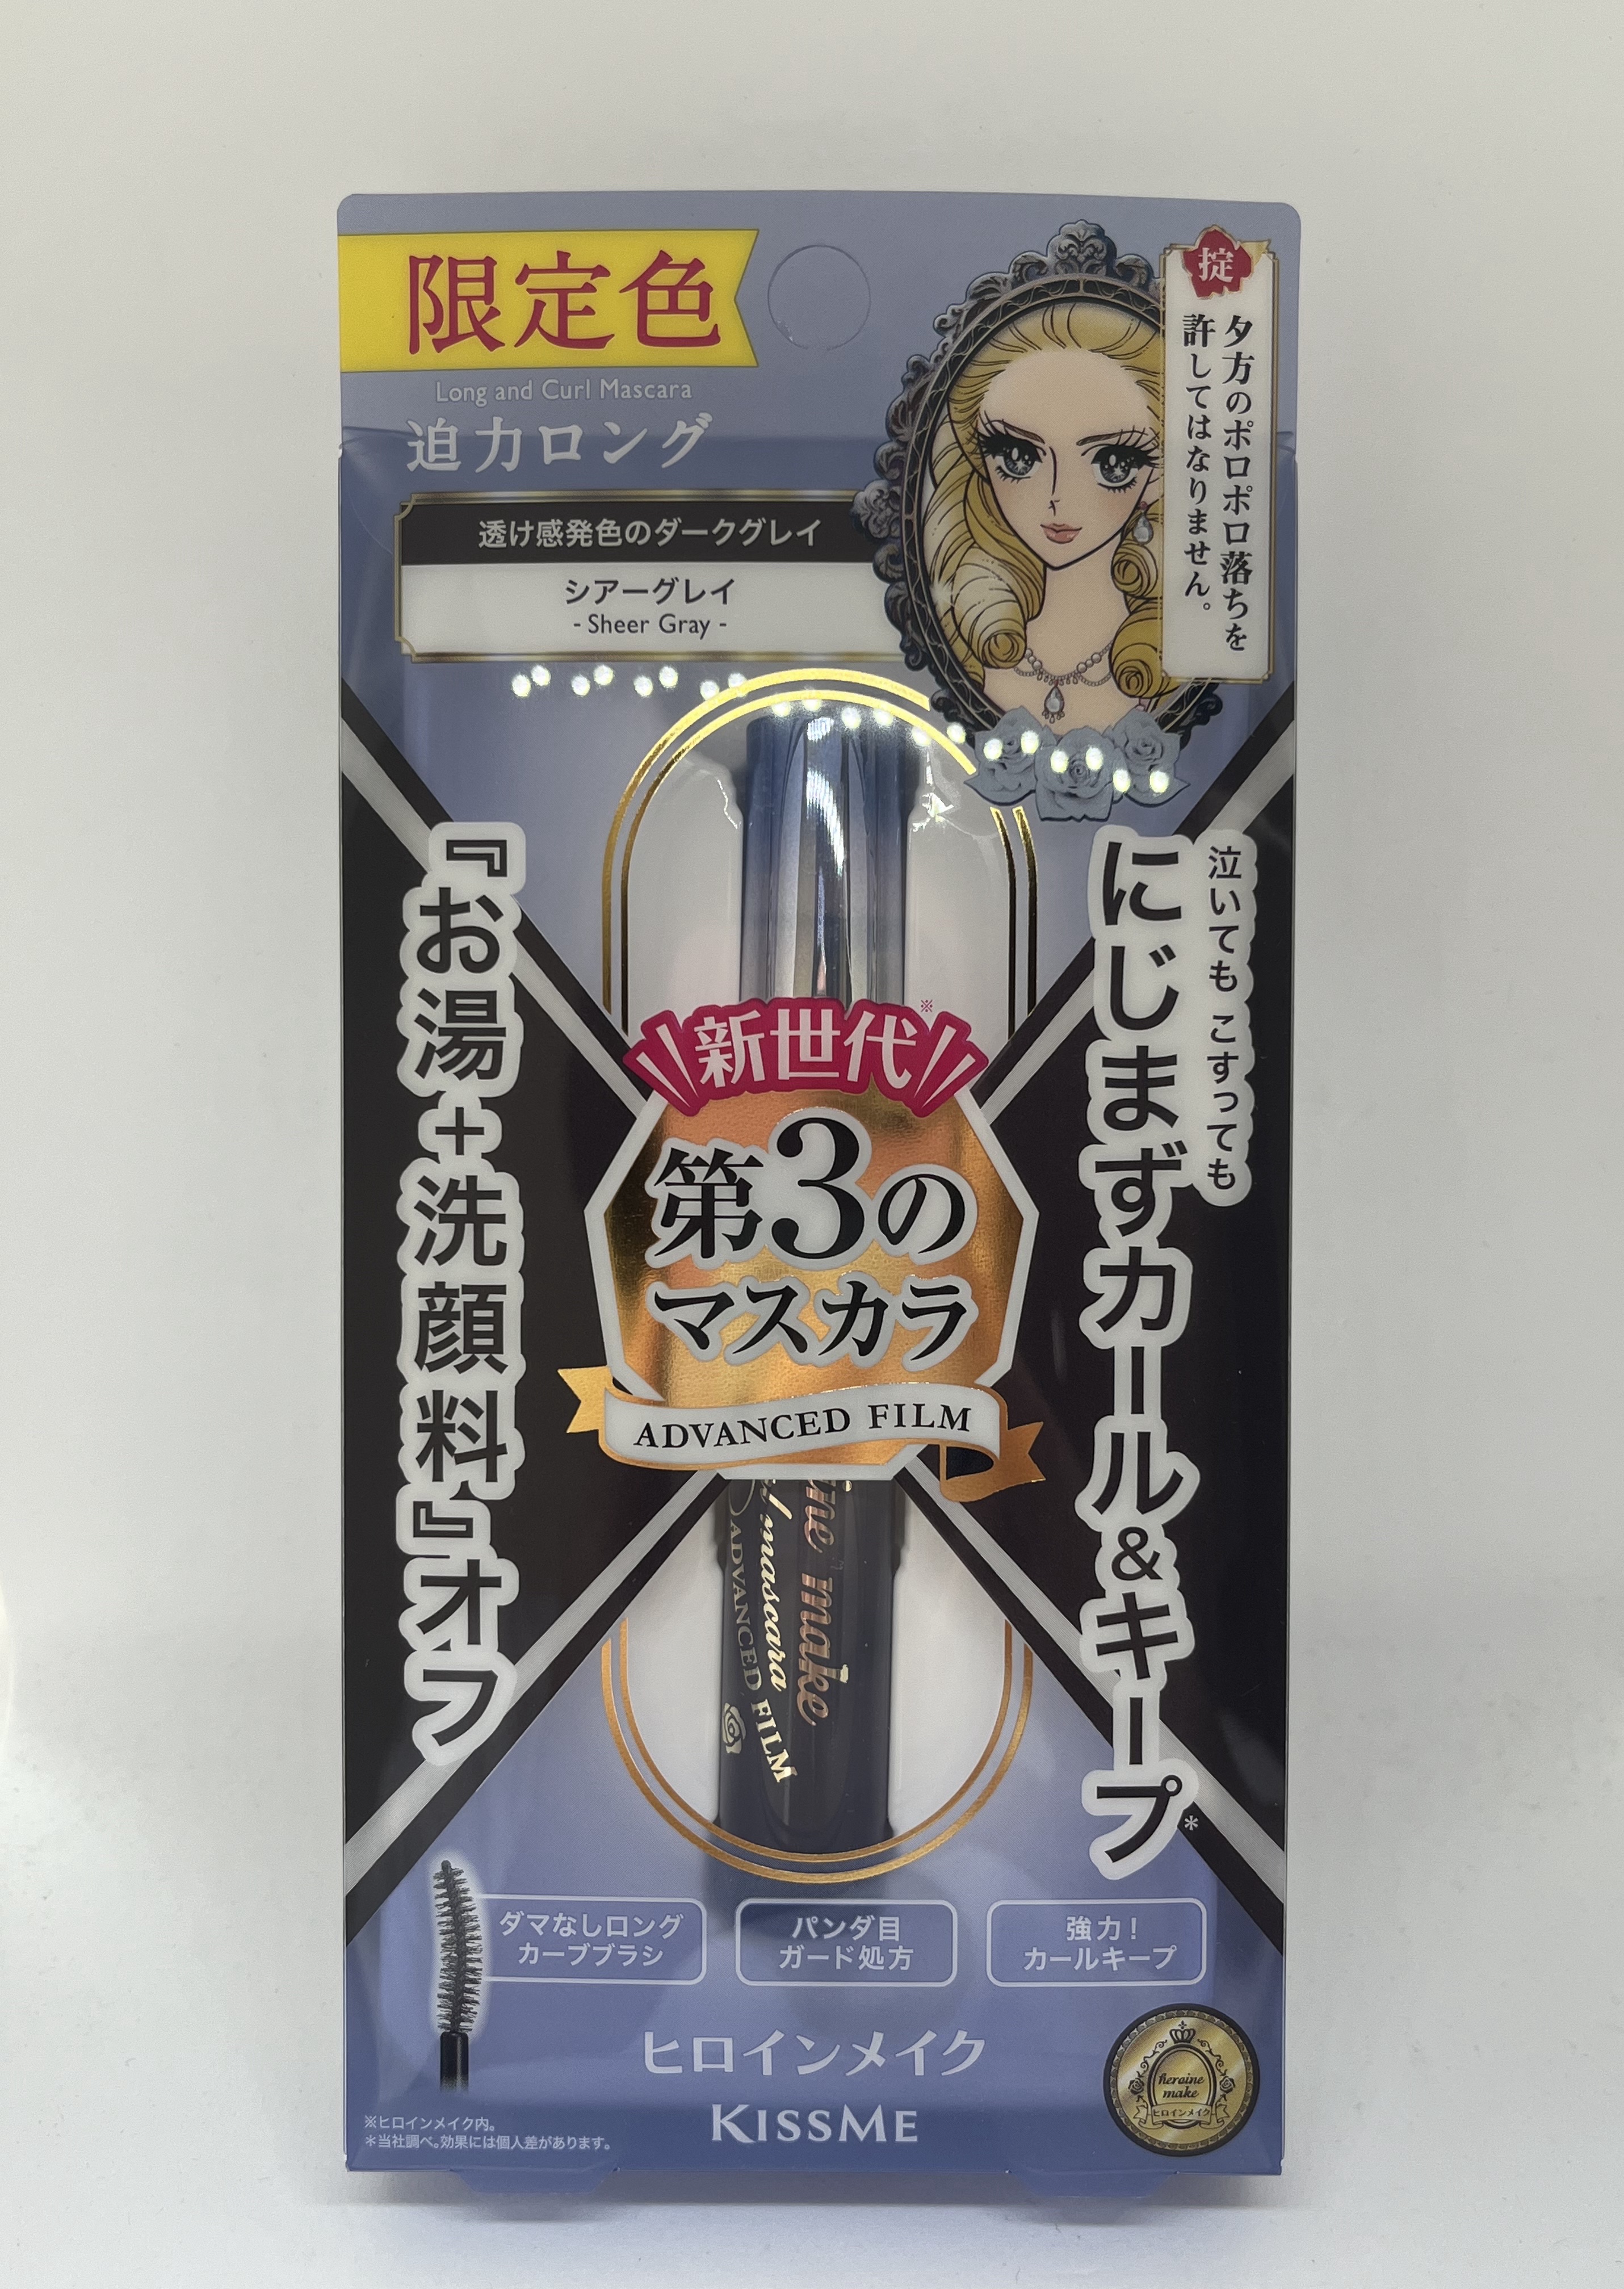 限定色
Long and Curl Mascara
迫力ロング
透け感発色のダークグレイ
シアーグレイ
- Sheer Gray -
掟
夕方のポロポロ落ちを
許してはなりません。
泣いても こすっても
にじまずカール&キープ*
『お湯+洗顔料』オフ
新世代※
第3の
マスカラ
ADVANCED FILM
make
mascara
ADVANCED FILM
ダマなしロング
カーブブラシ
パンダ目
ガード処方
強力!
カールキープ
ヒロインメイク
KISSME
heroine
make
ヒロインメイク
※ヒロインメイク内。
*当社調べ。効果には個人差があります。